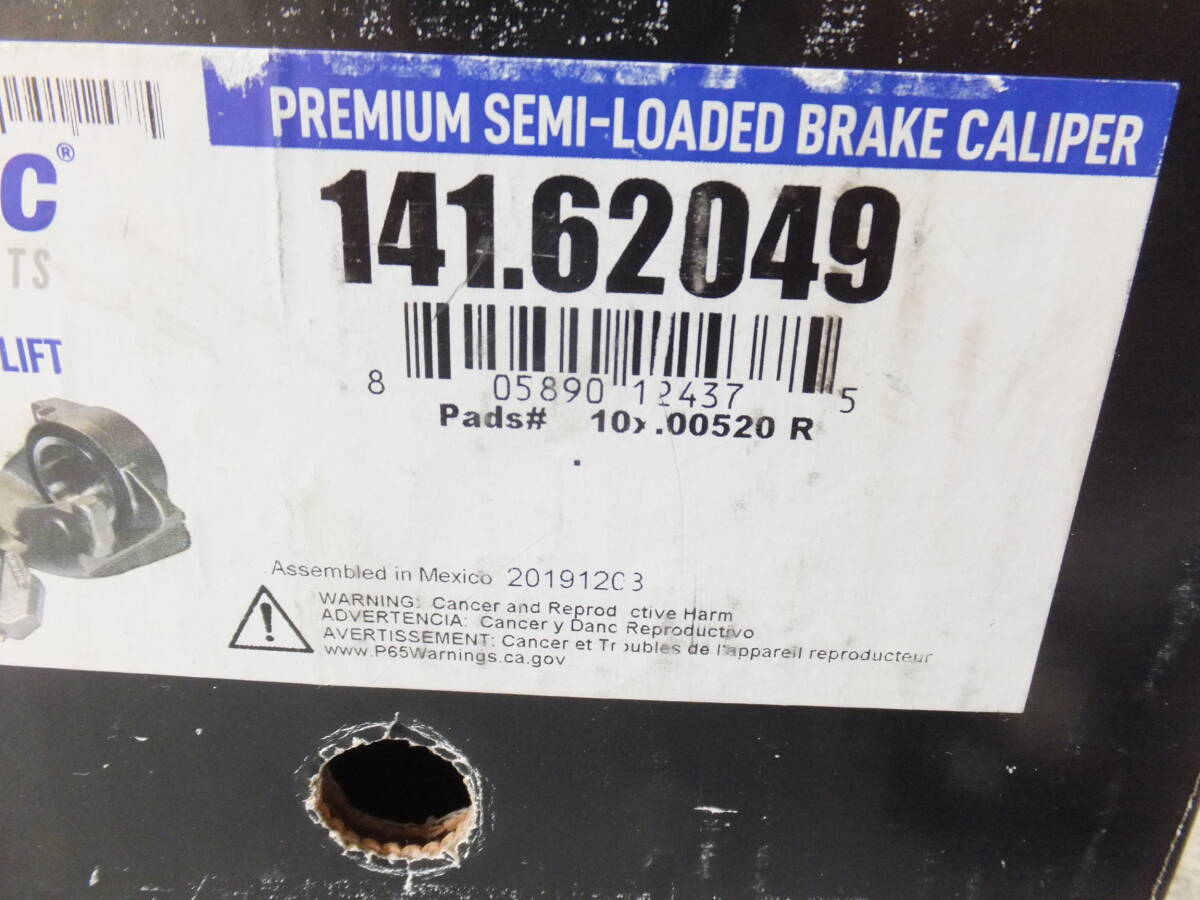 PREMIUM SEMI-LOADED BRAKE CALIPER
C®
TS
LIFT
141.62049
8 05890 12437 5
Pads# 10x.00520 R
.
Assembled in Mexico 20191203
WARNING: Cancer and Reprod ctive Harm
ADVERTENCIA: Cancer y Danc Reproductivo
AVERTISSEMENT: Cancer et Troubles de l'appareil reproducteur
www.P65Warnings.ca.gov